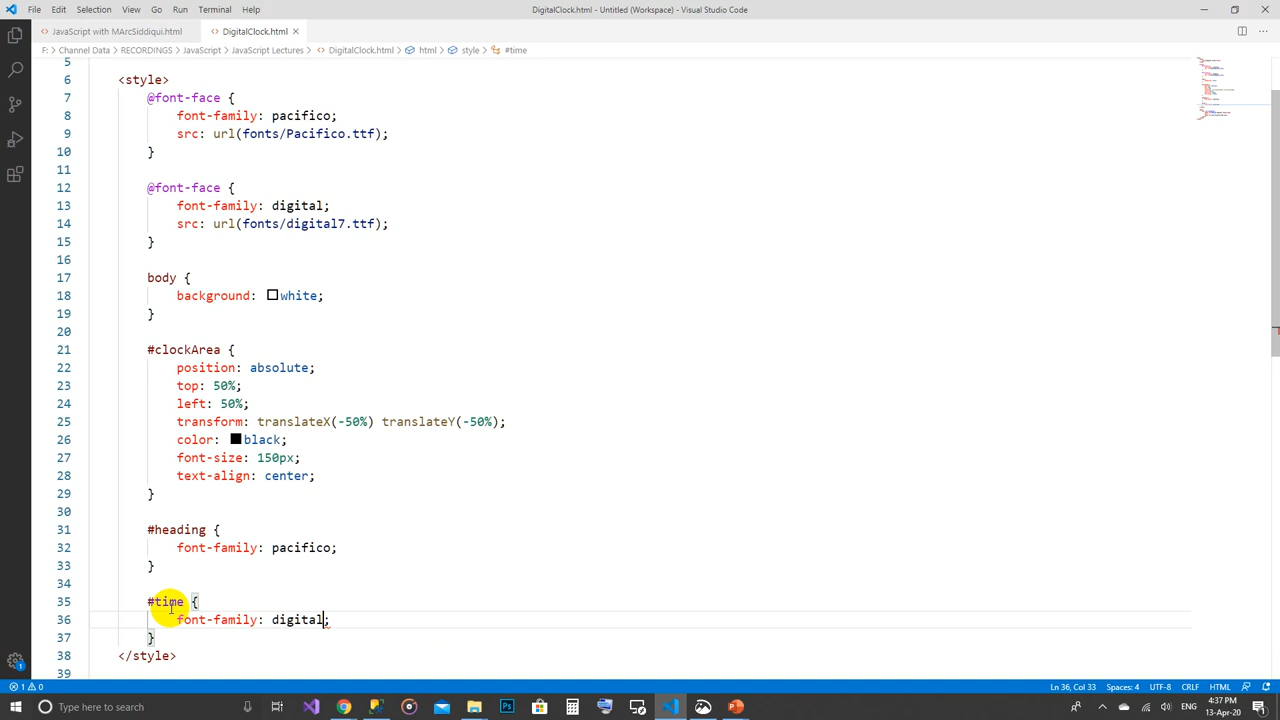 File Edit Selection View Go Run Terminal Help DigitalClock.html - Untitled (Workspace) - Visual Studio Code
JavaScript with MArcSiddiqui.html DigitalClock.html
F: > Channel Data > RECORDINGS > JavaScript > JavaScript Lectures > DigitalClock.html > html > style > #time
5
6 <style>
7 @font-face {
8 font-family: pacifico;
9 src: url(fonts/Pacifico.ttf);
10 }
11
12 @font-face {
13 font-family: digital;
14 src: url(fonts/digital7.ttf);
15 }
16
17 body {
18 background: white;
19 }
20
21 #clockArea {
22 position: absolute;
23 top: 50%;
24 left: 50%;
25 transform: translateX(-50%) translateY(-50%);
26 color: black;
27 font-size: 150px;
28 text-align: center;
29 }
30
31 #heading {
32 font-family: pacifico;
33 }
34
35 #time {
36 font-family: digital;
37 }
38 </style>
39
1 0 Ln 36, Col 33 Spaces: 4 UTF-8 CRLF HTML
Type here to search ENG 4:37 PM
13-Apr-20